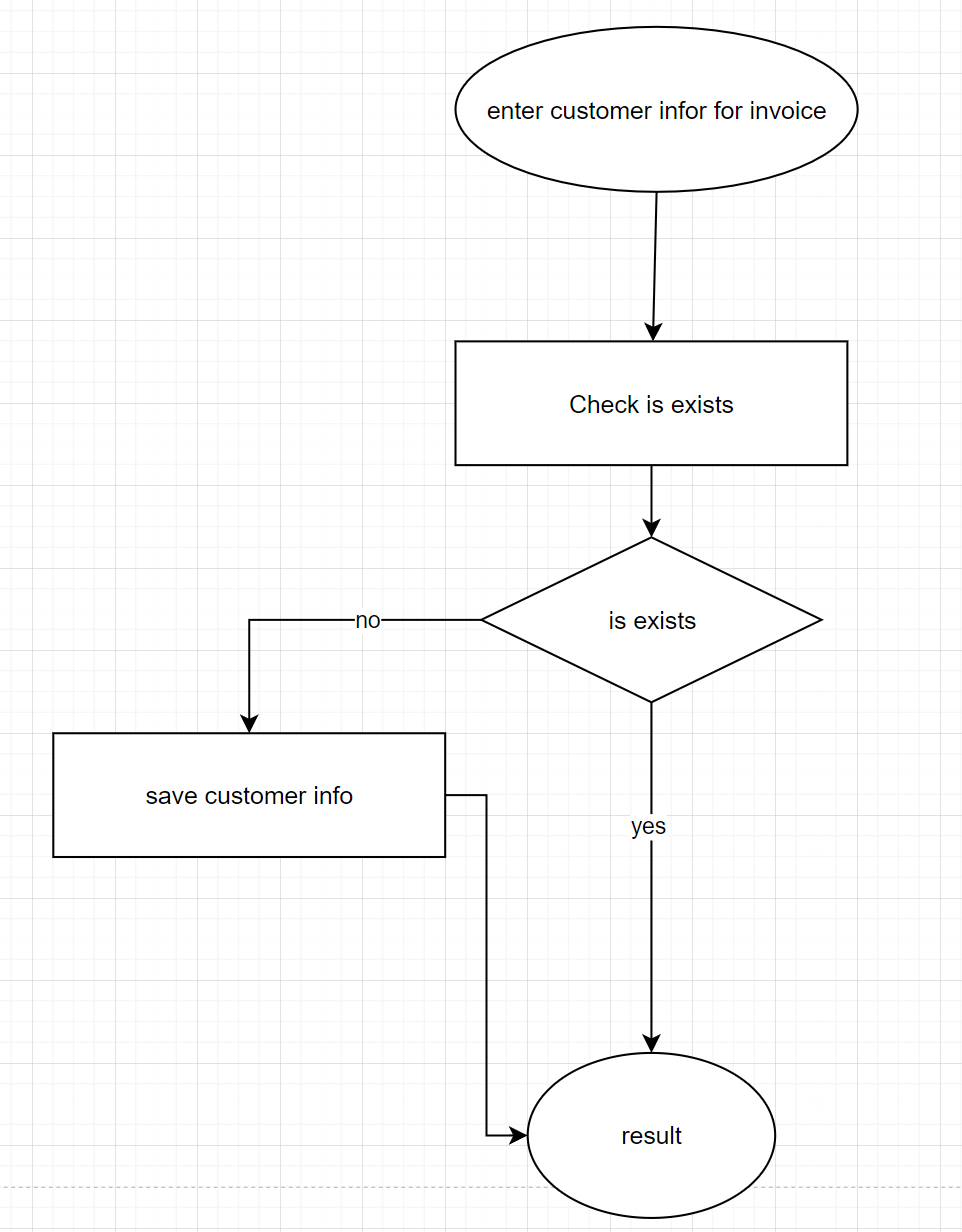 enter customer infor for invoice
Check is exists
is exists
no
save customer info
yes
result